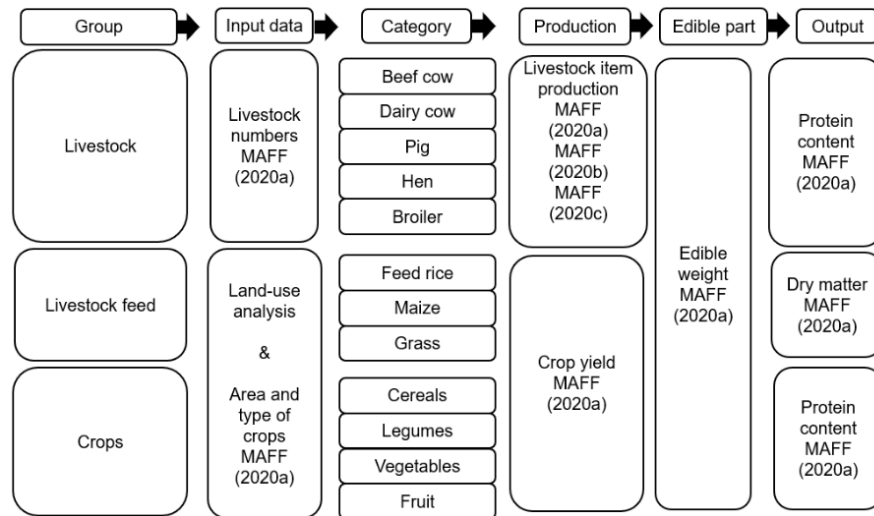 Group
Input data
Category
Production
Edible part
Output
Livestock
Livestock
numbers
MAFF
(2020a)
Beef cow
Dairy cow
Pig
Hen
Broiler
Livestock item
production
MAFF
(2020a)
MAFF
(2020b)
MAFF
(2020c)
Edible
weight
MAFF
(2020a)
Protein
content
MAFF
(2020a)
Livestock feed
Land-use
analysis
&
Area and
type of
crops
MAFF
(2020a)
Feed rice
Maize
Grass
Crop yield
MAFF
(2020a)
Dry matter
MAFF
(2020a)
Crops
Cereals
Legumes
Vegetables
Fruit
Protein
content
MAFF
(2020a)